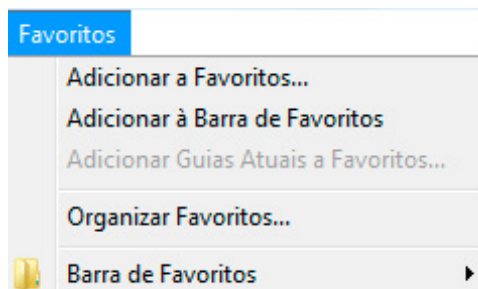 Favoritos
Adicionar a Favoritos...
Adicionar à Barra de Favoritos
Adicionar Guias Atuais a Favoritos...
Organizar Favoritos...
Barra de Favoritos